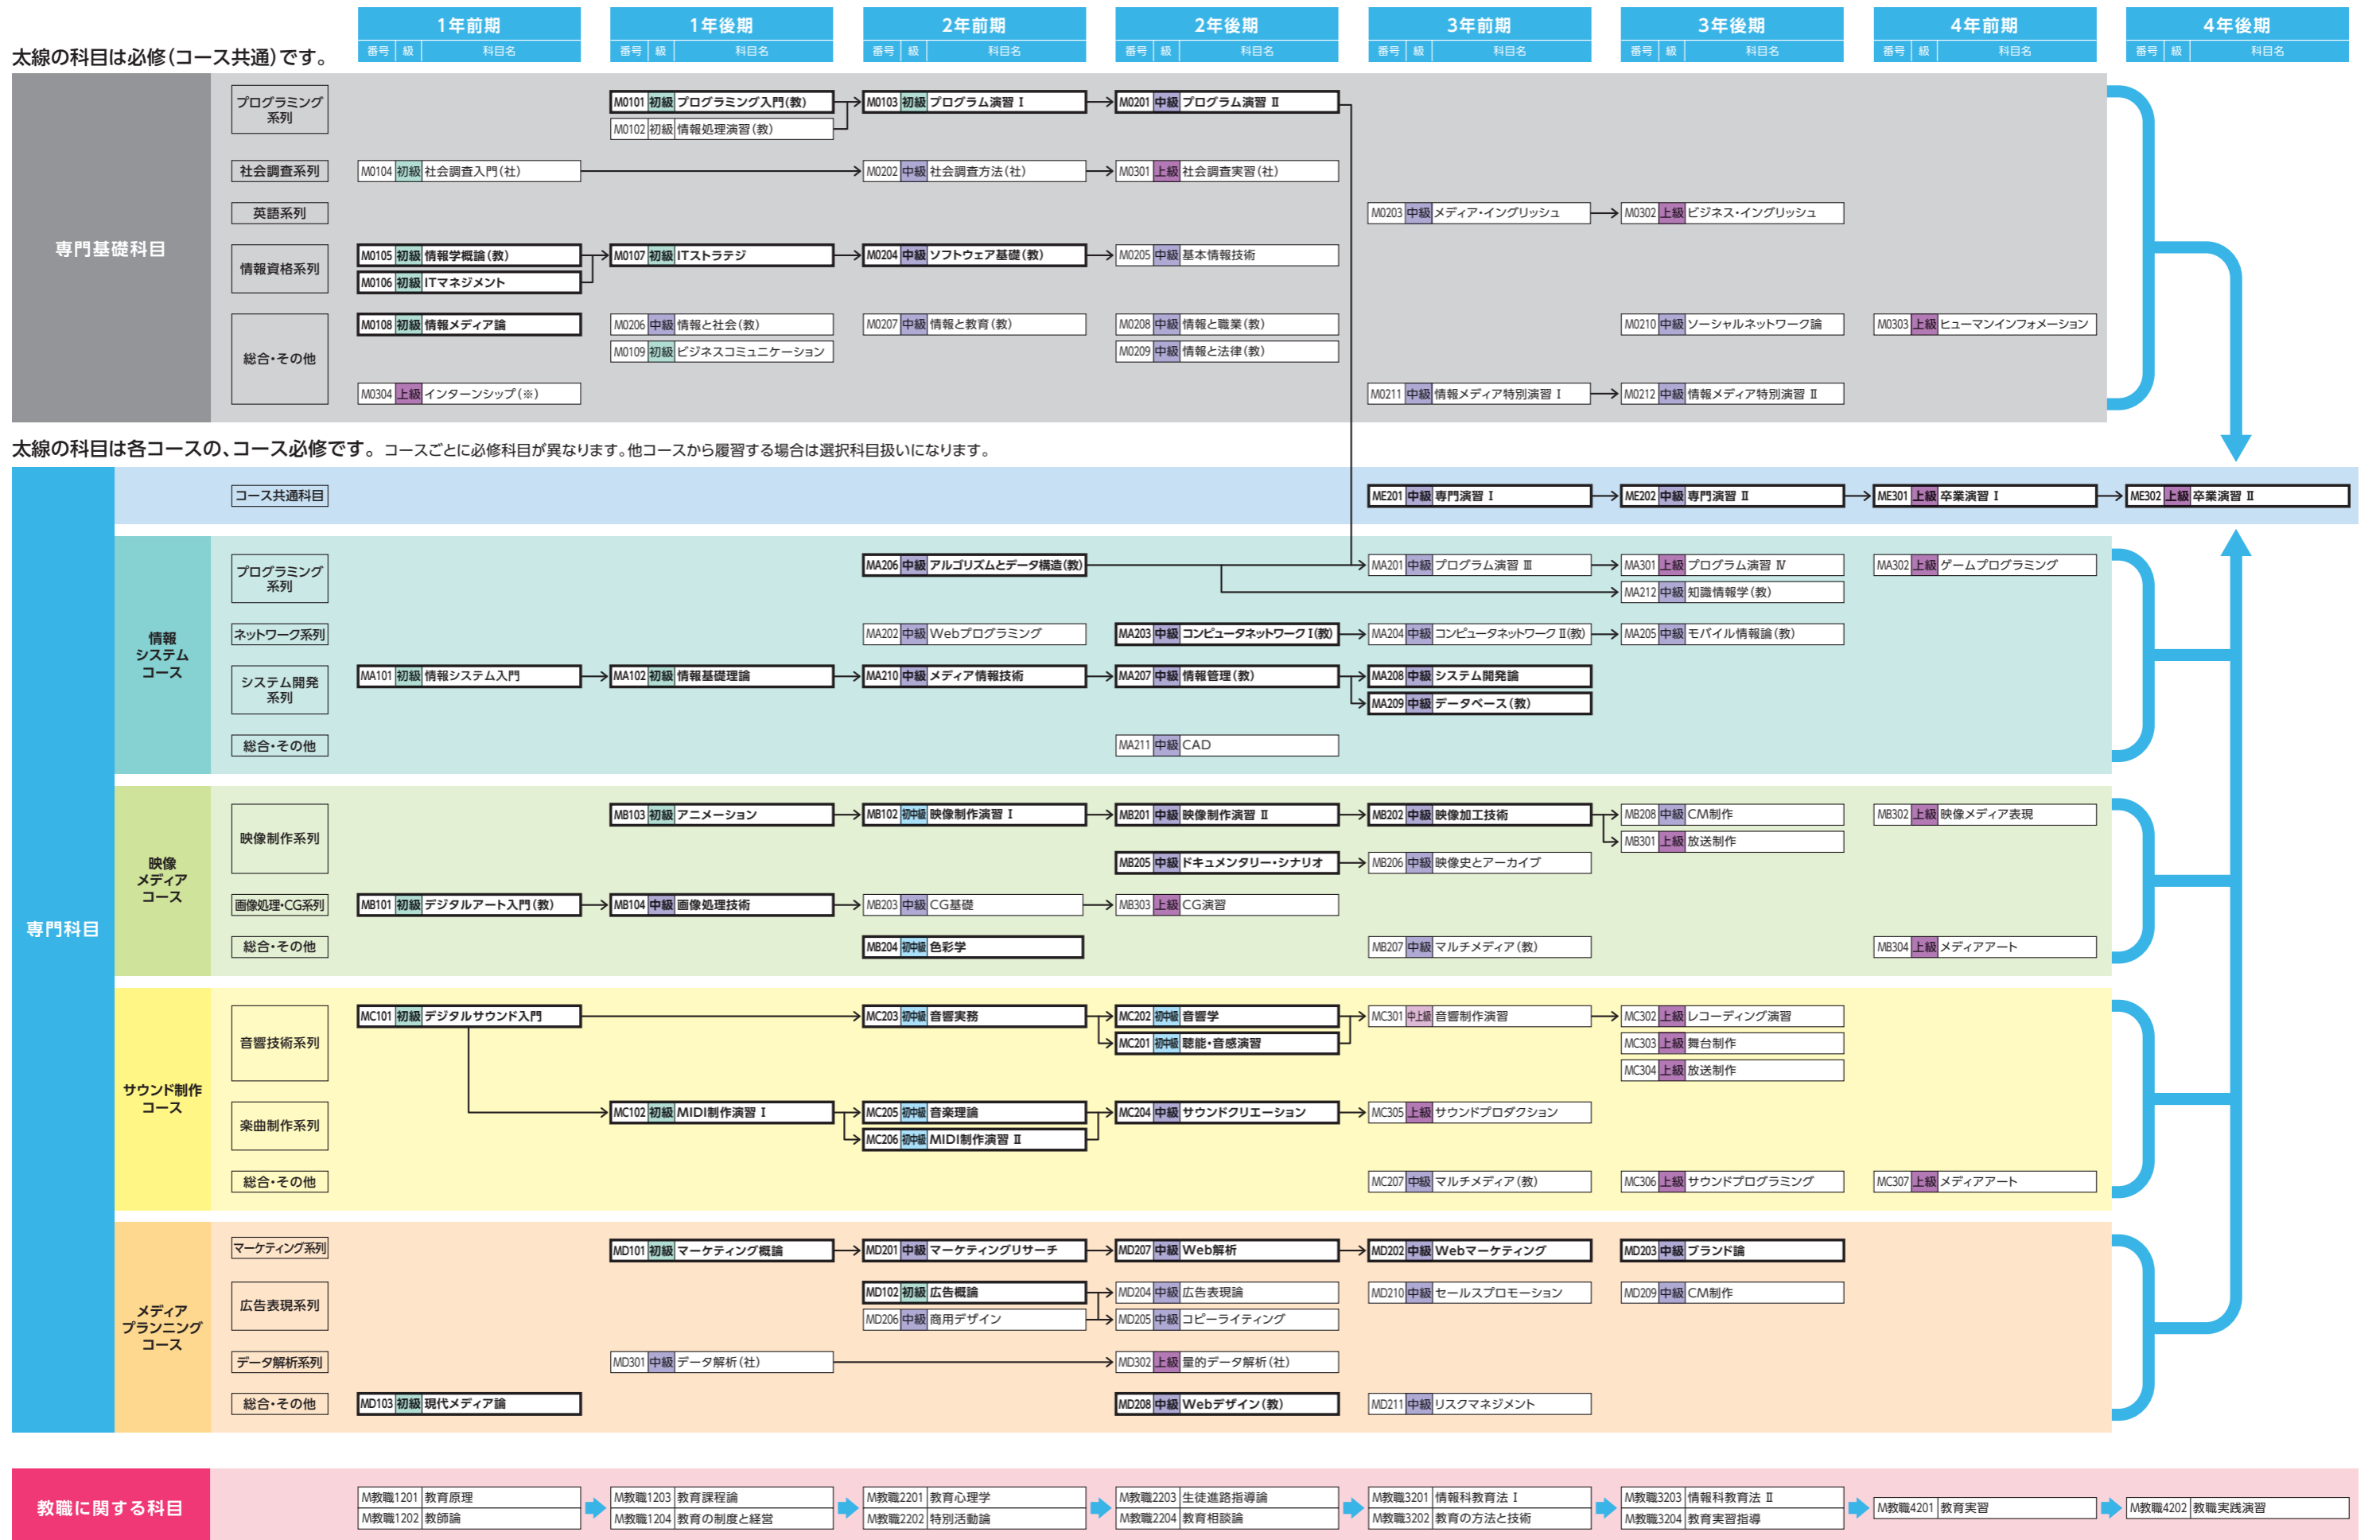 1年前期 1年後期 2年前期 2年後期 3年前期 3年後期 4年前期 4年後期
番号 級 科目名 番号 級 科目名 番号 級 科目名 番号 級 科目名 番号 級 科目名 番号 級 科目名 番号 級 科目名 番号 級 科目名
太線の科目は必修(コース共通)です。
専門基礎科目
プログラミング
系列
M0101 初級 プログラミング入門(教) M0103 初級 プログラム演習 Ⅰ M0201 中級 プログラム演習 Ⅱ
M0102 初級 情報処理演習(教)
社会調査系列
M0104 初級 社会調査入門(社) M0202 中級 社会調査方法(社) M0301 上級 社会調査実習(社)
英語系列
M0203 中級 メディア・イングリッシュ M0302 上級 ビジネス・イングリッシュ
情報資格系列
M0105 初級 情報学概論(教) M0107 初級 ITストラテジ M0204 中級 ソフトウェア基礎(教) M0205 中級 基本情報技術
M0106 初級 ITマネジメント
総合・その他
M0108 初級 情報メディア論 M0206 中級 情報と社会(教) M0207 中級 情報と教育(教) M0208 中級 情報と職業(教) M0210 中級 ソーシャルネットワーク論 M0303 上級 ヒューマンインフォメーション
M0109 初級 ビジネスコミュニケーション M0209 中級 情報と法律(教)
M0304 上級 インターンシップ(※) M0211 中級 情報メディア特別演習 Ⅰ M0212 中級 情報メディア特別演習 Ⅱ
太線の科目は各コースの、コース必修です。コースごとに必修科目が異なります。他コースから履習する場合は選択科目扱いになります。
専門科目
コース共通科目
ME201 中級 専門演習 Ⅰ ME202 中級 専門演習 Ⅱ ME301 上級 卒業演習 Ⅰ ME302 上級 卒業演習 Ⅱ
情報
システム
コース
プログラミング
系列
MA206 中級 アルゴリズムとデータ構造(教) MA201 中級 プログラム演習 Ⅲ MA301 上級 プログラム演習 Ⅳ MA302 上級 ゲームプログラミング
MA212 中級 知識情報学(教)
ネットワーク系列
MA202 中級 Webプログラミング MA203 中級 コンピュータネットワーク Ⅰ(教) MA204 中級 コンピュータネットワーク Ⅱ(教) MA205 中級 モバイル情報論(教)
システム開発
系列
MA101 初級 情報システム入門 MA102 初級 情報基礎理論 MA210 中級 メディア情報技術 MA207 中級 情報管理(教) MA208 中級 システム開発論
MA209 中級 データベース(教)
総合・その他
MA211 中級 CAD
映像
メディア
コース
映像制作系列
MB103 初級 アニメーション MB102 初中級 映像制作演習 Ⅰ MB201 中級 映像制作演習 Ⅱ MB202 中級 映像加工技術 MB208 中級 CM制作 MB302 上級 映像メディア表現
MB301 上級 放送制作
MB205 中級 ドキュメンタリー・シナリオ MB206 中級 映像史とアーカイブ
画像処理・CG系列
MB101 初級 デジタルアート入門(教) MB104 中級 画像処理技術 MB203 中級 CG基礎 MB303 上級 CG演習
総合・その他
MB204 初中級 色彩学 MB207 中級 マルチメディア(教) MB304 上級 メディアアート
サウンド制作
コース
音響技術系列
MC101 初級 デジタルサウンド入門 MC203 初中級 音響実務 MC202 初中級 音響学 MC301 中上級 音響制作演習 MC302 上級 レコーディング演習
MC201 初中級 聴能・音感演習 MC303 上級 舞台制作
MC304 上級 放送制作
楽曲制作系列
MC102 初級 MIDI制作演習 Ⅰ MC205 初中級 音楽理論 MC204 中級 サウンドクリエーション MC305 上級 サウンドプロダクション
MC206 初中級 MIDI制作演習 Ⅱ
総合・その他
MC207 中級 マルチメディア(教) MC306 上級 サウンドプログラミング MC307 上級 メディアアート
メディア
プランニング
コース
マーケティング系列
MD101 初級 マーケティング概論 MD201 中級 マーケティングリサーチ MD207 中級 Web解析 MD202 中級 Webマーケティング MD203 中級 ブランド論
広告表現系列
MD102 初級 広告概論 MD204 中級 広告表現論 MD210 中級 セールスプロモーション MD209 中級 CM制作
MD206 中級 商用デザイン MD205 中級 コピーライティング
データ解析系列
MD301 中級 データ解析(社) MD302 上級 量的データ解析(社)
総合・その他
MD103 初級 現代メディア論 MD208 中級 Webデザイン(教) MD211 中級 リスクマネジメント
教職に関する科目
M教職1201 教育原理 M教職1203 教育課程論 M教職2201 教育心理学 M教職2203 生徒進路指導論 M教職3201 情報科教育法 Ⅰ M教職3203 情報科教育法 Ⅱ M教職4201 教育実習 M教職4202 教職実践演習
M教職1202 教師論 M教職1204 教育の制度と経営 M教職2202 特別活動論 M教職2204 教育相談論 M教職3202 教育の方法と技術 M教職3204 教育実習指導